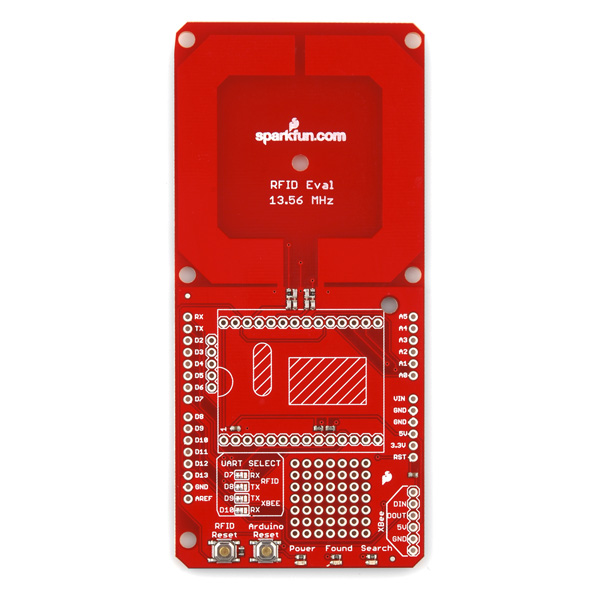 sparkfun.com
RFID Eval
13.56 MHz
RX
TX
D2
D3
D4
D5
D6
D7
D8
D9
D10
D11
D12
D13
GND
AREF
A5
A4
A3
A2
A1
A0
VIN
GND
GND
5V
3.3V
RST
1
UART SELECT
D7 RX
D8 TX
RFID
D9 TX
D10 RX
XBEE
XBee
DIN
DOUT
5V
GND
RFID
Reset
Arduino
Reset
Power
Found
Search